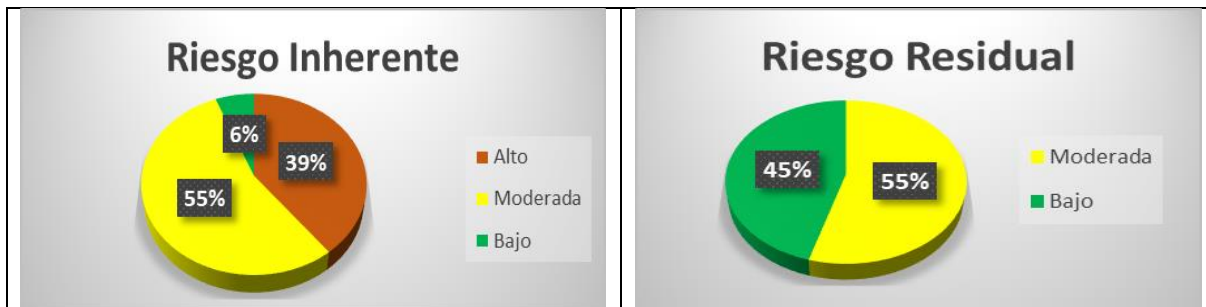 Riesgo Inherente
6%
39%
55%
Alto
Moderada
Bajo
Riesgo Residual
45%
55%
Moderada
Bajo